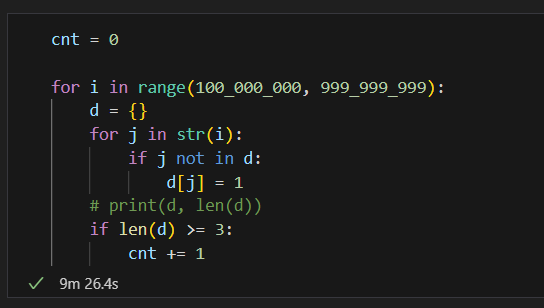 cnt = 0
for i in range(100_000_000, 999_999_999):
    d = {}
    for j in str(i):
        if j not in d:
            d[j] = 1
    # print(d, len(d))
    if len(d) >= 3:
        cnt += 1
9m 26.4s